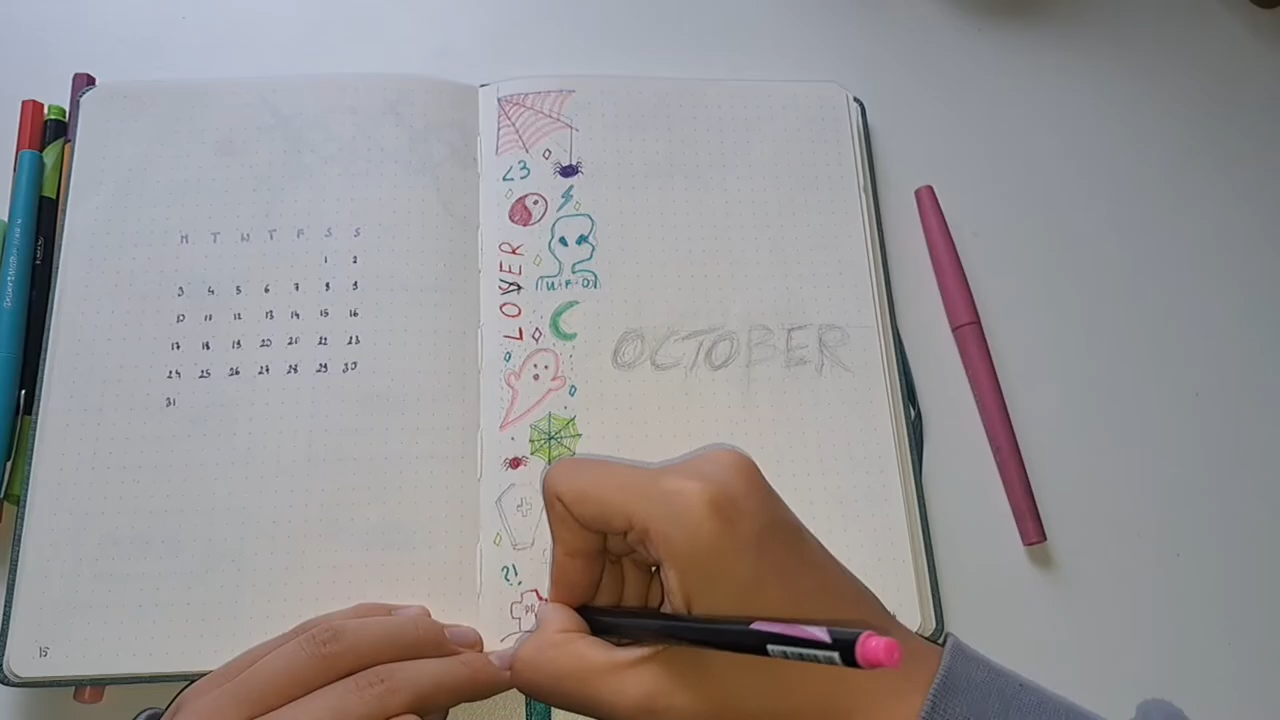 M T W T F S S
1 2
3 4 5 6 7 8 9
10 11 12 13 14 15 16
17 18 19 20 20 22 23
24 25 26 27 28 29 30
31
15
<3
LOVER
OCTOBER
?!